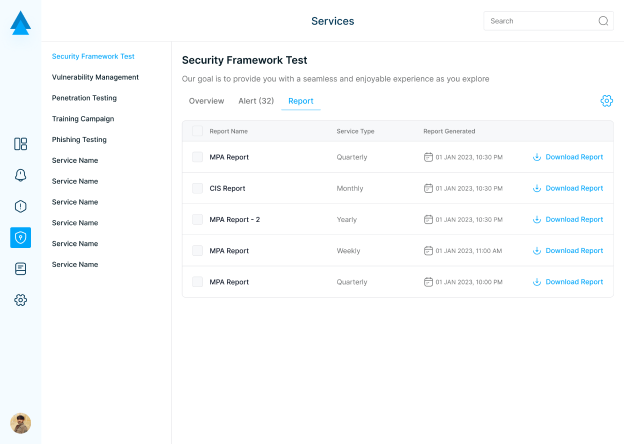 Services
Search
Security Framework Test
Vulnerability Management
Penetration Testing
Training Campaign
Phishing Testing
Service Name
Service Name
Service Name
Service Name
Service Name
Service Name
Security Framework Test
Our goal is to provide you with a seamless and enjoyable experience as you explore
Overview Alert (32) Report
Report Name Service Type Report Generated
MPA Report Quarterly 01 JAN 2023, 10:30 PM Download Report
CIS Report Monthly 01 JAN 2023, 10:30 PM Download Report
MPA Report - 2 Yearly 01 JAN 2023, 10:30 PM Download Report
MPA Report Weekly 01 JAN 2023, 11:00 AM Download Report
MPA Report Quarterly 01 JAN 2023, 10:00 PM Download Report